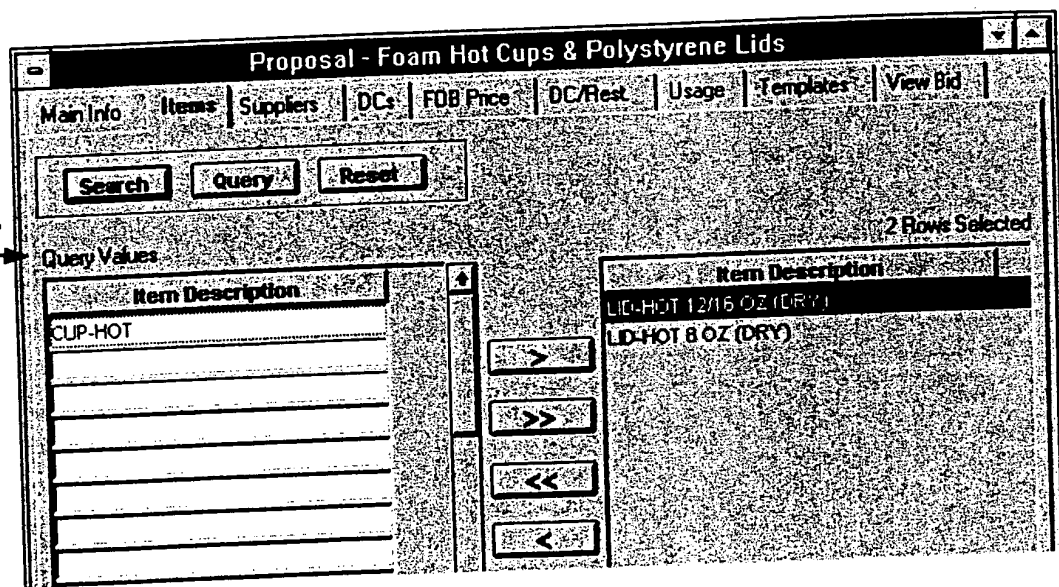 Proposal - Foam Hot Cups & Polystyrene Lids
Main Info Items Suppliers DCs FOB Price DC/Rest Usage Templates View Bid
Search Query Reset
2 Rows Selected
Query Values
Item Description Item Description
CUP-HOT LID-HOT 12/16 OZ (DRY)
LID-HOT 8 OZ (DRY)
>
>>
<<
<